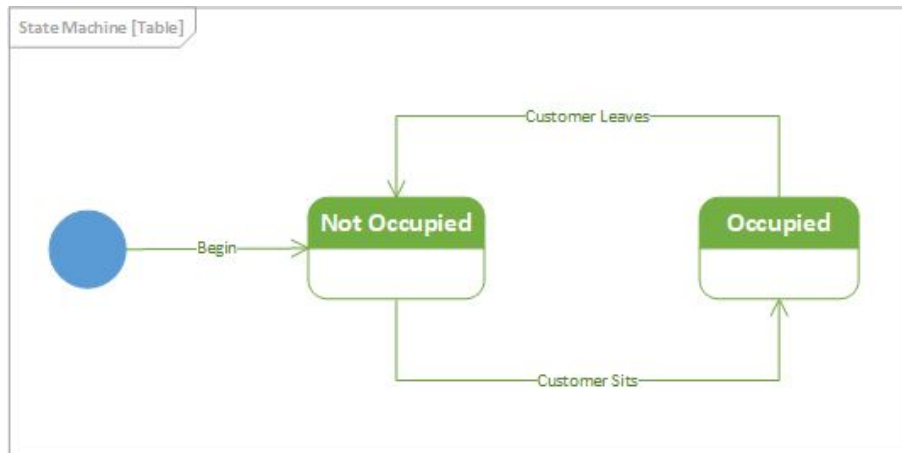 State Machine [Table]
Customer Leaves
Not Occupied
Occupied
Begin
Customer Sits